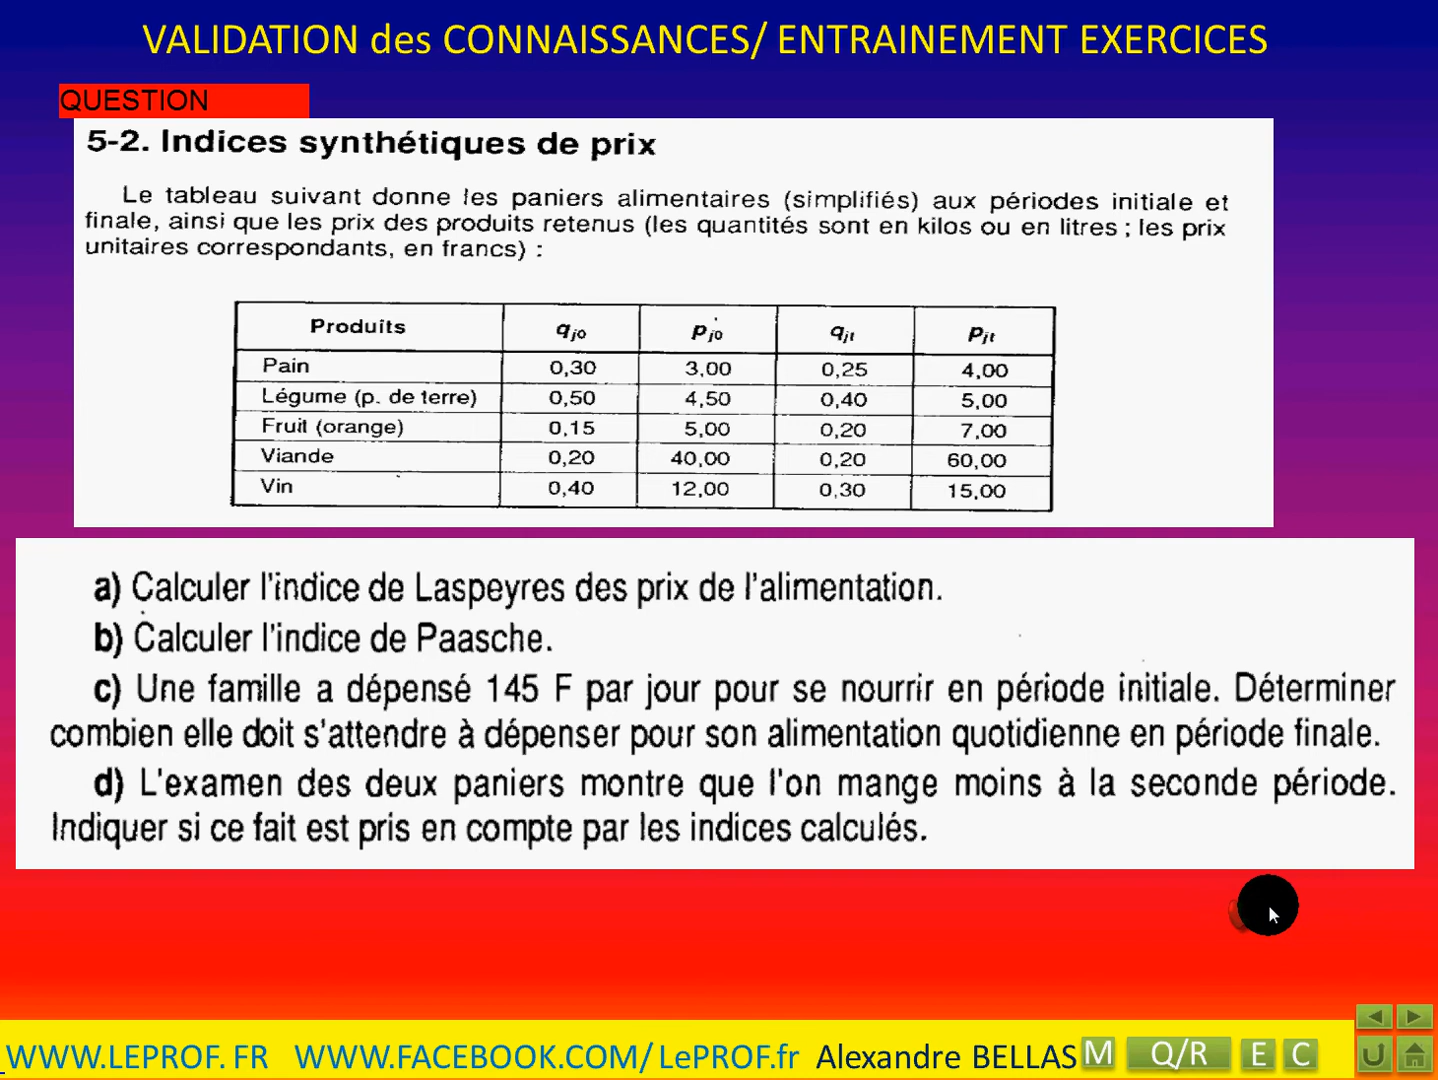 VALIDATION des CONNAISSANCES/ ENTRAINEMENT EXERCICES
QUESTION
5-2. Indices synthétiques de prix
Le tableau suivant donne les paniers alimentaires (simplifiés) aux périodes initiale et
finale, ainsi que les prix des produits retenus (les quantités sont en kilos ou en litres ; les prix
unitaires correspondants, en francs) :
Produits qj0 pj0 qjt pjt
Pain 0,30 3,00 0,25 4,00
Légume (p. de terre) 0,50 4,50 0,40 5,00
Fruit (orange) 0,15 5,00 0,20 7,00
Viande 0,20 40,00 0,20 60,00
Vin 0,40 12,00 0,30 15,00
a) Calculer l'indice de Laspeyres des prix de l'alimentation.
b) Calculer l'indice de Paasche.
c) Une famille a dépensé 145 F par jour pour se nourrir en période initiale. Déterminer
combien elle doit s'attendre à dépenser pour son alimentation quotidienne en période finale.
d) L'examen des deux paniers montre que l'on mange moins à la seconde période.
Indiquer si ce fait est pris en compte par les indices calculés.
WWW.LEPROF. FR WWW.FACEBOOK.COM/ LePROF.fr Alexandre BELLAS M Q/R E C